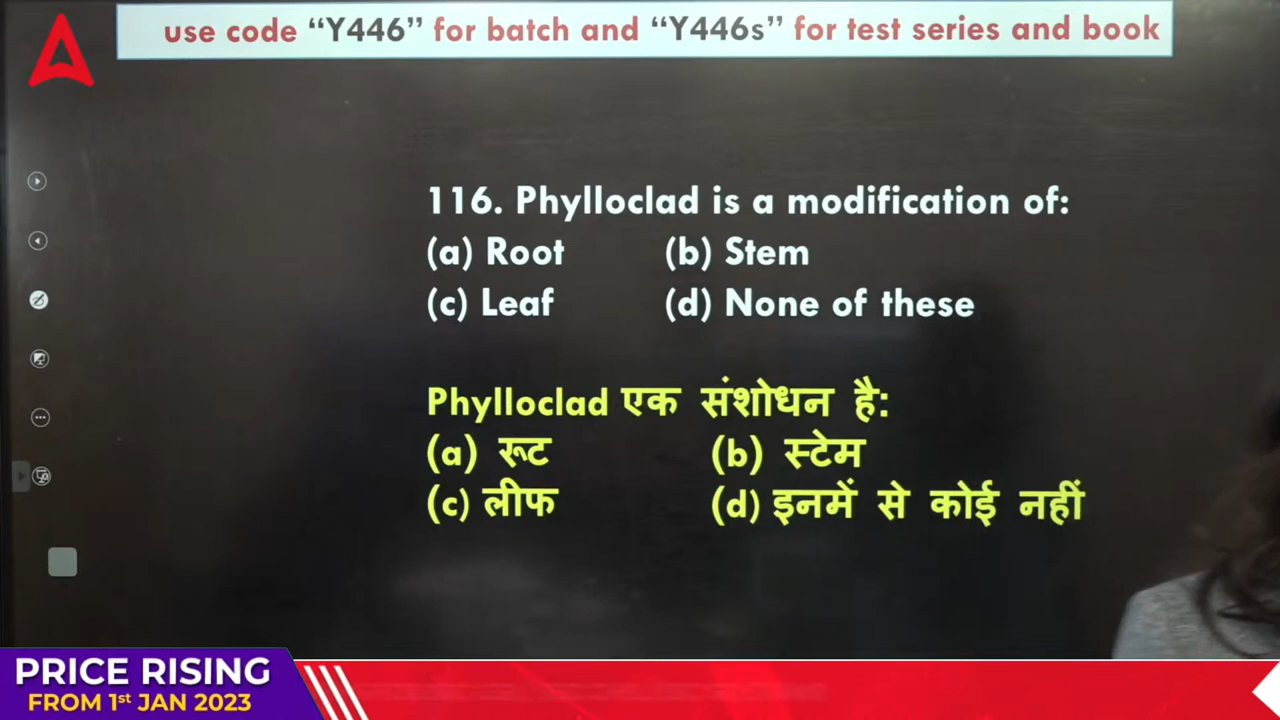 use code “Y446” for batch and “Y446s” for test series and book
116. Phylloclad is a modification of:
(a) Root (b) Stem
(c) Leaf (d) None of these
Phylloclad एक संशोधन है:
(a) रूट (b) स्टेम
(c) लीफ (d) इनमें से कोई नहीं
PRICE RISING
FROM 1st JAN 2023